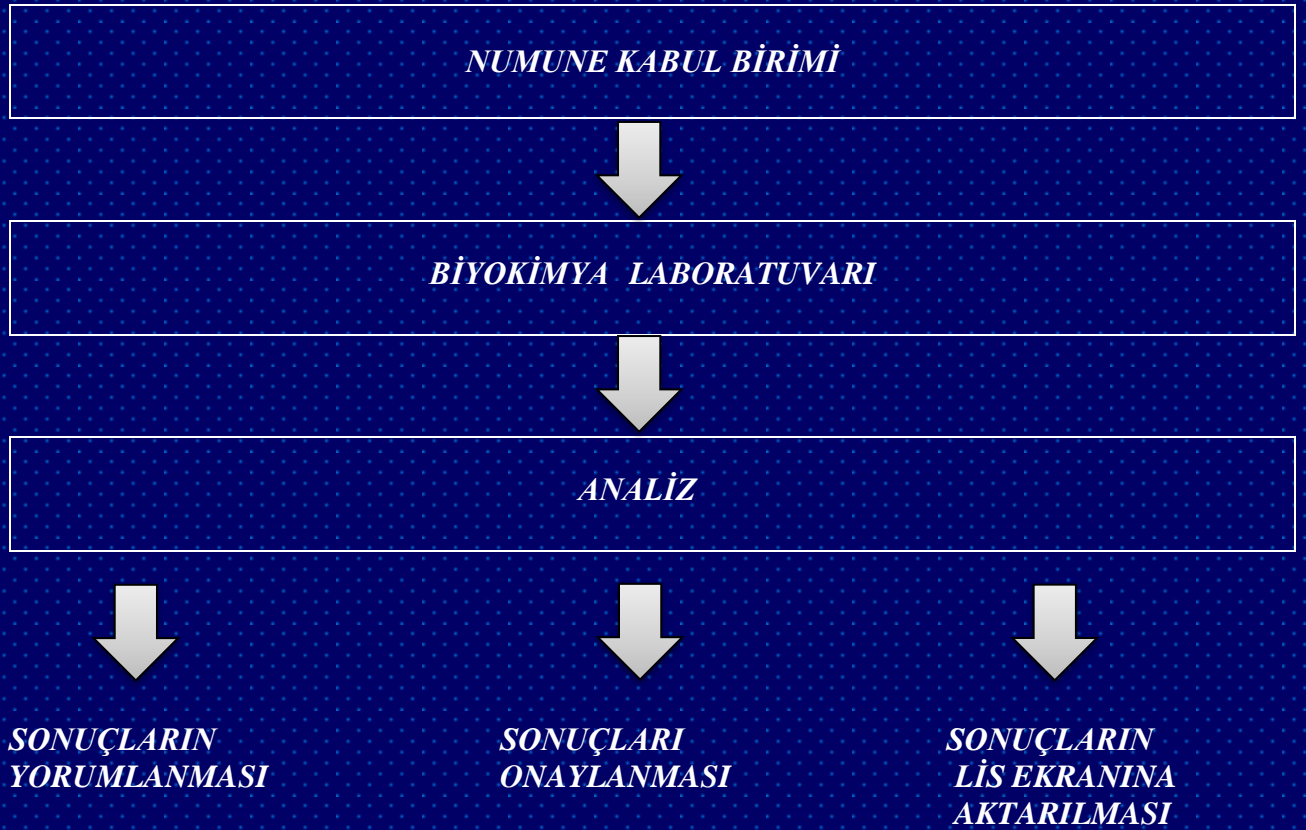 NUMUNE KABUL BİRİMİ
BİYOKİMYA LABORATUVARI
ANALİZ
SONUÇLARIN
YORUMLANMASI
SONUÇLARI
ONAYLANMASI
SONUÇLARIN
LİS EKRANINA
AKTARILMASI